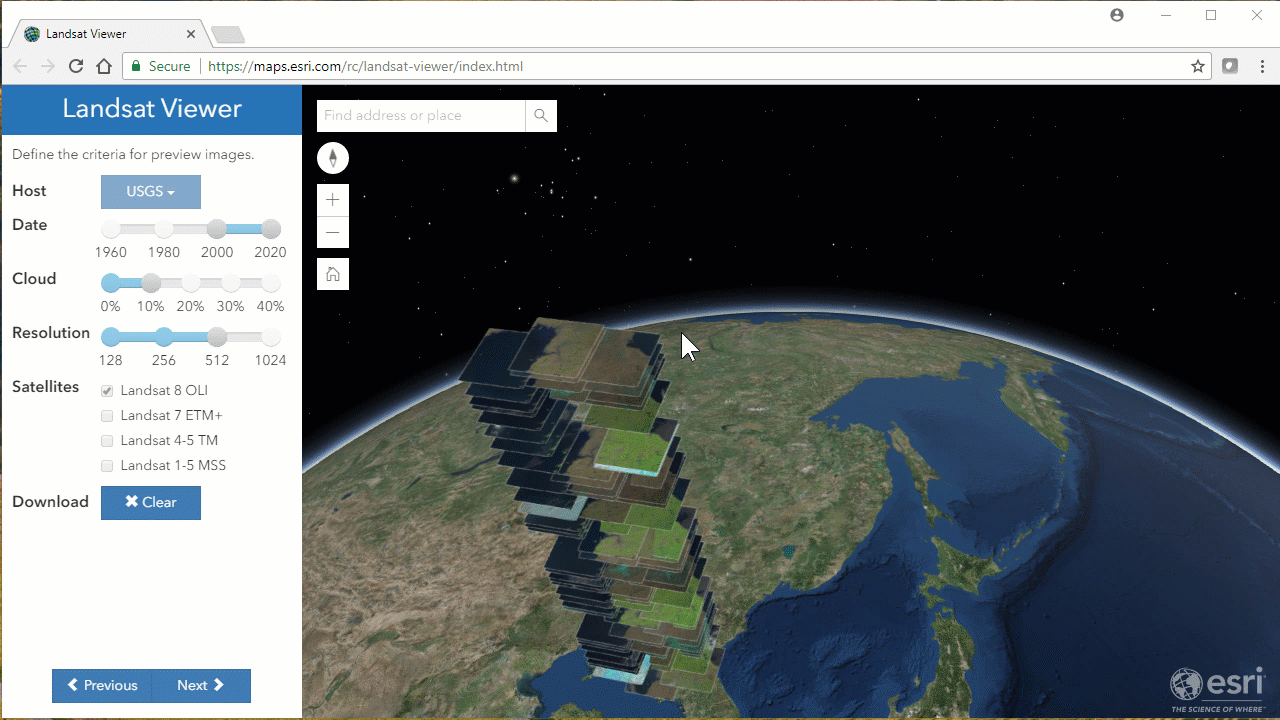 Landsat Viewer
Secure
https://maps.esri.com/rc/landsat-viewer/index.html
Landsat Viewer
Define the criteria for preview images.
Host
USGS
Date
1960 1980 2000 2020
Cloud
0% 10% 20% 30% 40%
Resolution
128 256 512 1024
Satellites
Landsat 8 OLI
Landsat 7 ETM+
Landsat 4-5 TM
Landsat 1-5 MSS
Download
Clear
Previous
Next
Find address or place
esri
THE SCIENCE OF WHERE